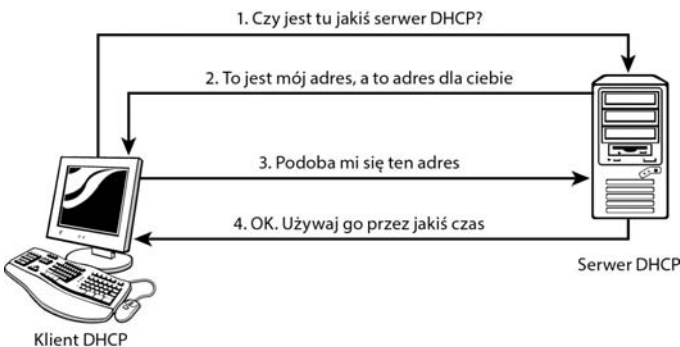 1. Czy jest tu jakiś serwer DHCP?
2. To jest mój adres, a to adres dla ciebie
3. Podoba mi się ten adres
4. OK. Używaj go przez jakiś czas
Serwer DHCP
Klient DHCP